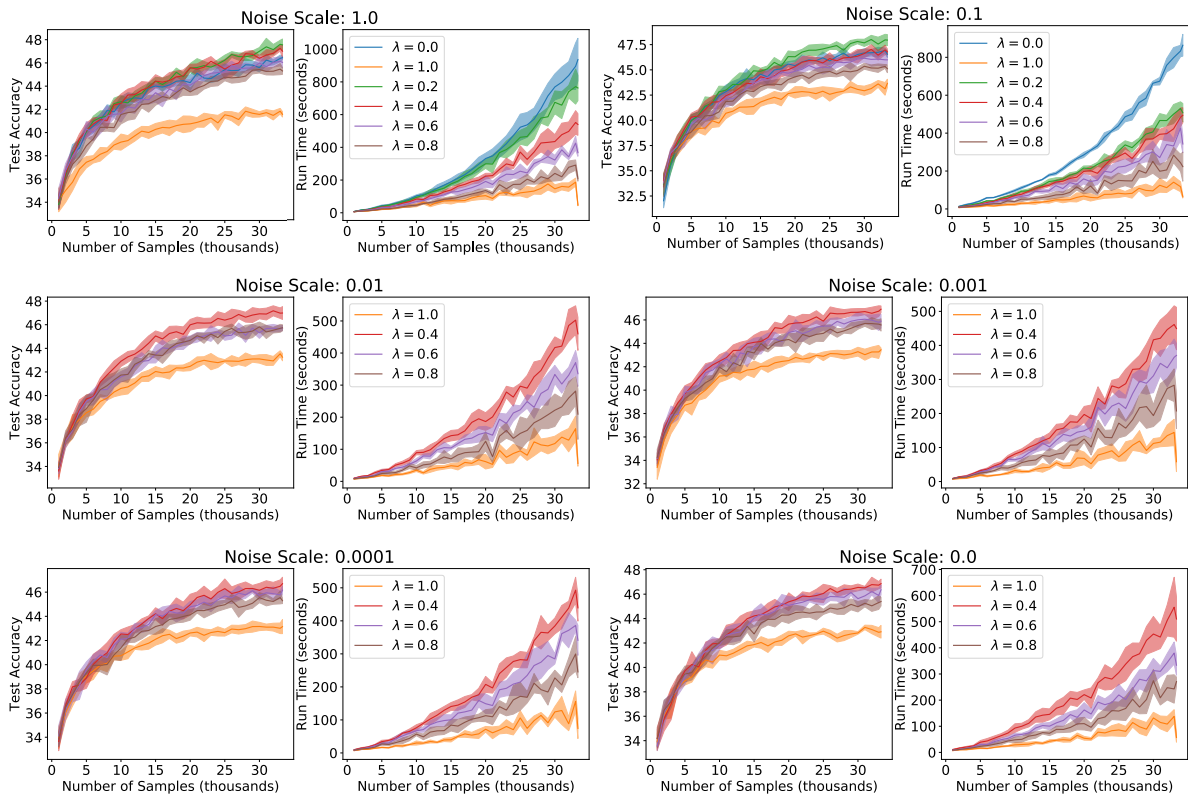 Noise Scale: 1.0
Test Accuracy
48
46
44
42
40
38
36
34
0 5 10 15 20 25 30
Number of Samples (thousands)
Run Time (seconds)
1000
800
600
400
200
0
λ = 0.0
λ = 1.0
λ = 0.2
λ = 0.4
λ = 0.6
λ = 0.8
0 5 10 15 20 25 30
Number of Samples (thousands)
Noise Scale: 0.1
Test Accuracy
47.5
45.0
42.5
40.0
37.5
35.0
32.5
0 5 10 15 20 25 30
Number of Samples (thousands)
Run Time (seconds)
800
600
400
200
0
λ = 0.0
λ = 1.0
λ = 0.2
λ = 0.4
λ = 0.6
λ = 0.8
0 5 10 15 20 25 30
Number of Samples (thousands)
Noise Scale: 0.01
Test Accuracy
48
46
44
42
40
38
36
34
0 5 10 15 20 25 30
Number of Samples (thousands)
Run Time (seconds)
500
400
300
200
100
0
λ = 1.0
λ = 0.4
λ = 0.6
λ = 0.8
0 5 10 15 20 25 30
Number of Samples (thousands)
Noise Scale: 0.001
Test Accuracy
46
44
42
40
38
36
34
32
0 5 10 15 20 25 30
Number of Samples (thousands)
Run Time (seconds)
500
400
300
200
100
0
λ = 1.0
λ = 0.4
λ = 0.6
λ = 0.8
0 5 10 15 20 25 30
Number of Samples (thousands)
Noise Scale: 0.0001
Test Accuracy
46
44
42
40
38
36
34
0 5 10 15 20 25 30
Number of Samples (thousands)
Run Time (seconds)
500
400
300
200
100
0
λ = 1.0
λ = 0.4
λ = 0.6
λ = 0.8
0 5 10 15 20 25 30
Number of Samples (thousands)
Noise Scale: 0.0
Test Accuracy
48
46
44
42
40
38
36
34
0 5 10 15 20 25 30
Number of Samples (thousands)
Run Time (seconds)
700
600
500
400
300
200
100
0
λ = 1.0
λ = 0.4
λ = 0.6
λ = 0.8
0 5 10 15 20 25 30
Number of Samples (thousands)